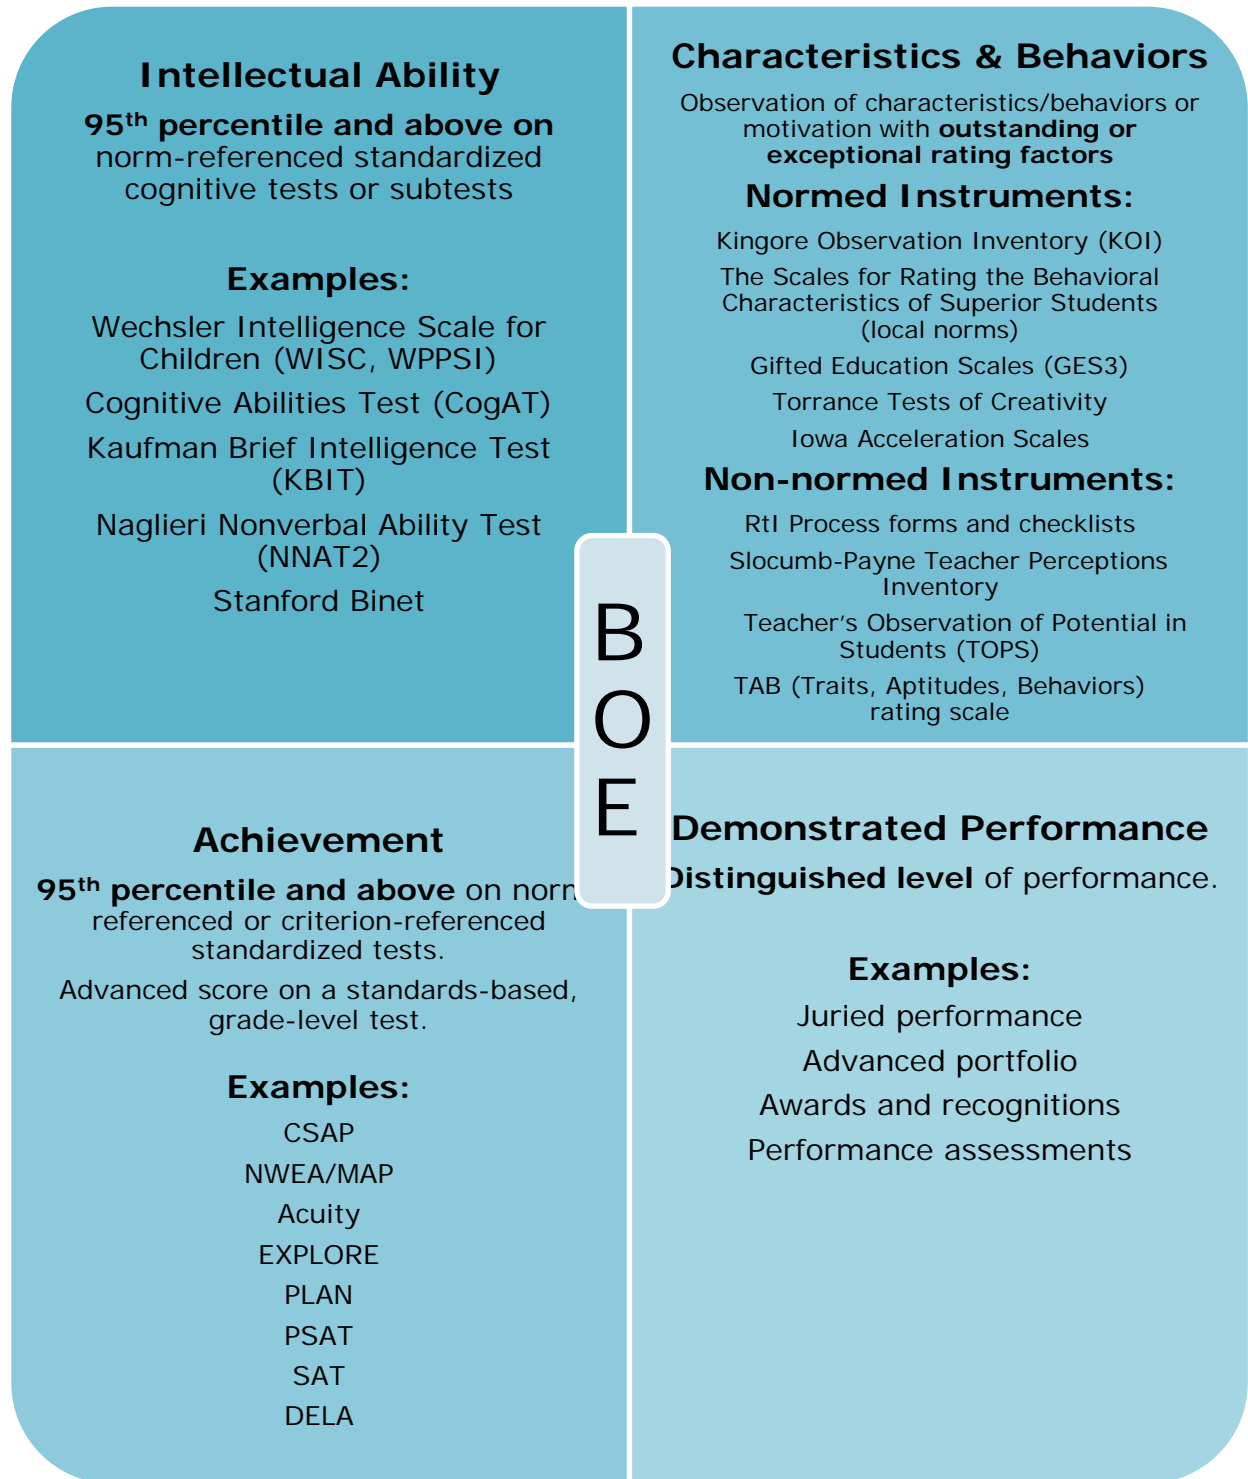 Intellectual Ability
95th percentile and above on
norm-referenced standardized
cognitive tests or subtests
Examples:
Wechsler Intelligence Scale for
Children (WISC, WPPSI)
Cognitive Abilities Test (CogAT)
Kaufman Brief Intelligence Test
(KBIT)
Naglieri Nonverbal Ability Test
(NNAT2)
Stanford Binet
Characteristics & Behaviors
Observation of characteristics/behaviors or
motivation with outstanding or
exceptional rating factors
Normed Instruments:
Kingore Observation Inventory (KOI)
The Scales for Rating the Behavioral
Characteristics of Superior Students
(local norms)
Gifted Education Scales (GES3)
Torrance Tests of Creativity
Iowa Acceleration Scales
Non-normed Instruments:
RtI Process forms and checklists
Slocumb-Payne Teacher Perceptions
Inventory
Teacher’s Observation of Potential in
Students (TOPS)
TAB (Traits, Aptitudes, Behaviors)
rating scale
B
O
E
Achievement
95th percentile and above on norm
referenced or criterion-referenced
standardized tests.
Advanced score on a standards-based,
grade-level test.
Examples:
CSAP
NWEA/MAP
Acuity
EXPLORE
PLAN
PSAT
SAT
DELA
Demonstrated Performance
Distinguished level of performance.
Examples:
Juried performance
Advanced portfolio
Awards and recognitions
Performance assessments